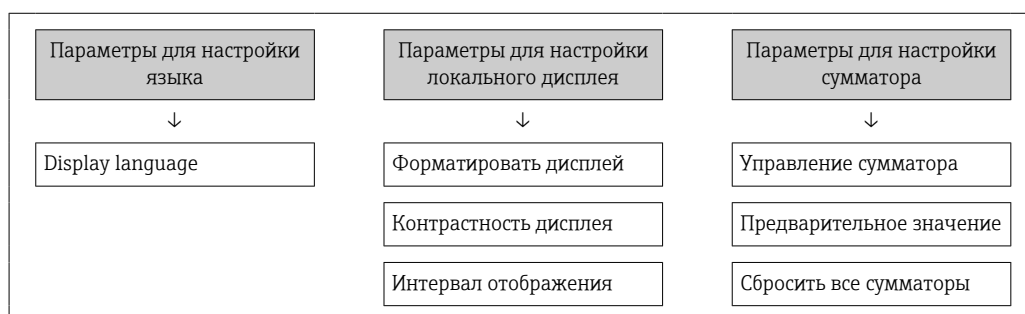 Параметры для настройки
языка
↓
Display language
Параметры для настройки
локального дисплея
↓
Форматировать дисплей
Контрастность дисплея
Интервал отображения
Параметры для настройки
сумматора
↓
Управление сумматора
Предварительное значение
Сбросить все сумматоры